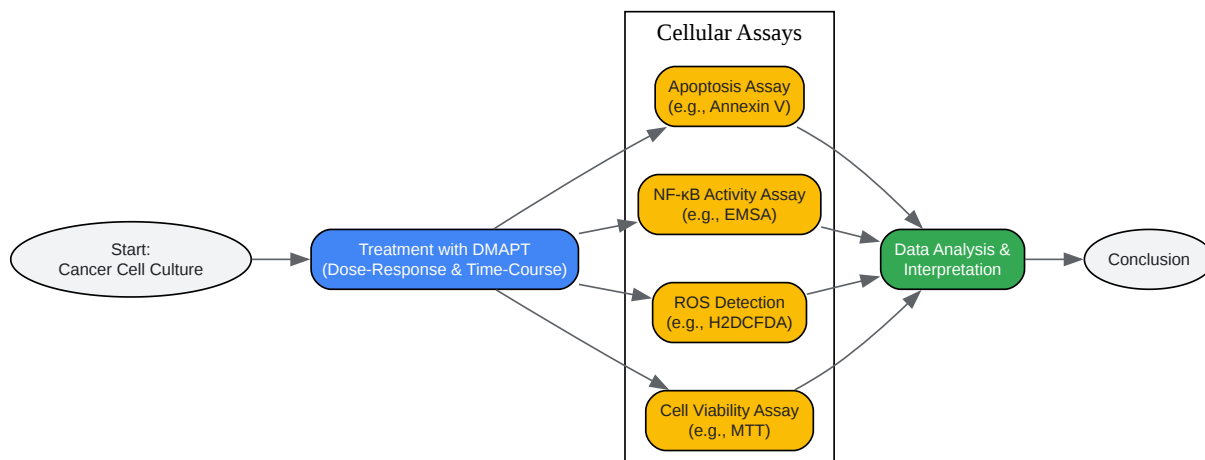 Cellular Assays
Apoptosis Assay
(e.g., Annexin V)
NF-κB Activity Assay
(e.g., EMSA)
Start:
Cancer Cell Culture
Treatment with DMAPT
(Dose-Response & Time-Course)
Data Analysis &
Interpretation
Conclusion
ROS Detection
(e.g., H2DCFDA)
Cell Viability Assay
(e.g., MTT)